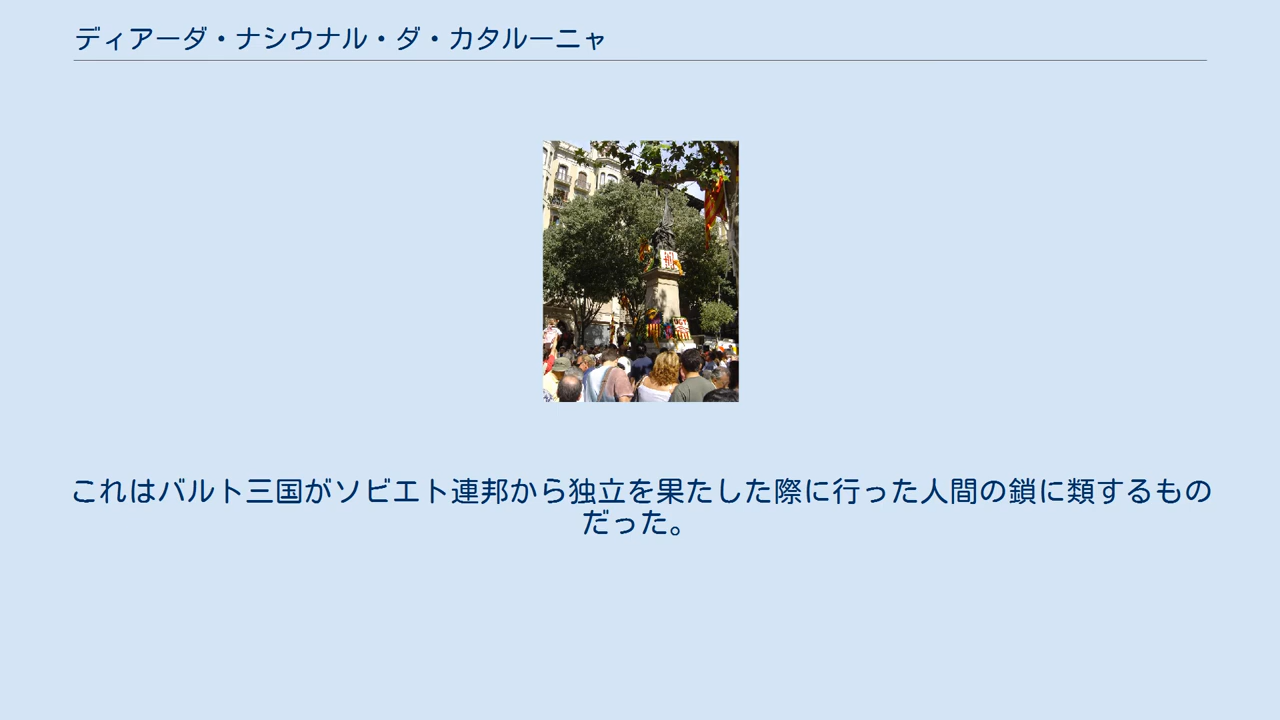 ディアーダ・ナシウナル・ダ・カタルーニャ
これはバルト三国がソビエト連邦から独立を果たした際に行った人間の鎖に類するもの
だった。